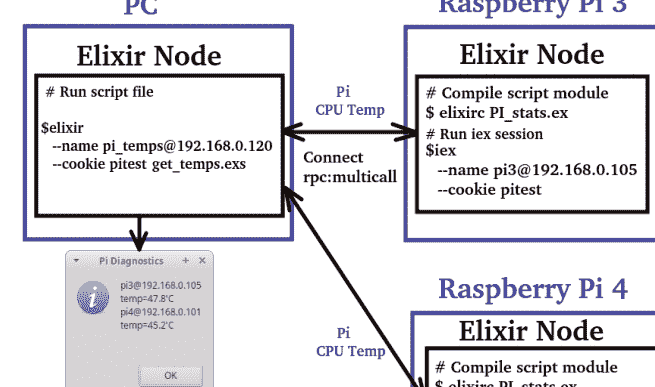 PC
Elixir Node
# Run script file
$elixir
--name pi_temps@192.168.0.120
--cookie pitest get_temps.exs
Pi
CPU Temp
Connect
rpc:multicall
Raspberry Pi 3
Elixir Node
# Compile script module
$ elixirc PI_stats.ex
# Run iex session
$iex
--name pi3@192.168.0.105
--cookie pitest
Pi Diagnostics
pi3@192.168.0.105
temp=47.8'C
pi4@192.168.0.101
temp=45.2'C
OK
Pi
CPU Temp
Raspberry Pi 4
Elixir Node
# Compile script module
$ elixirc PI_stats.ex